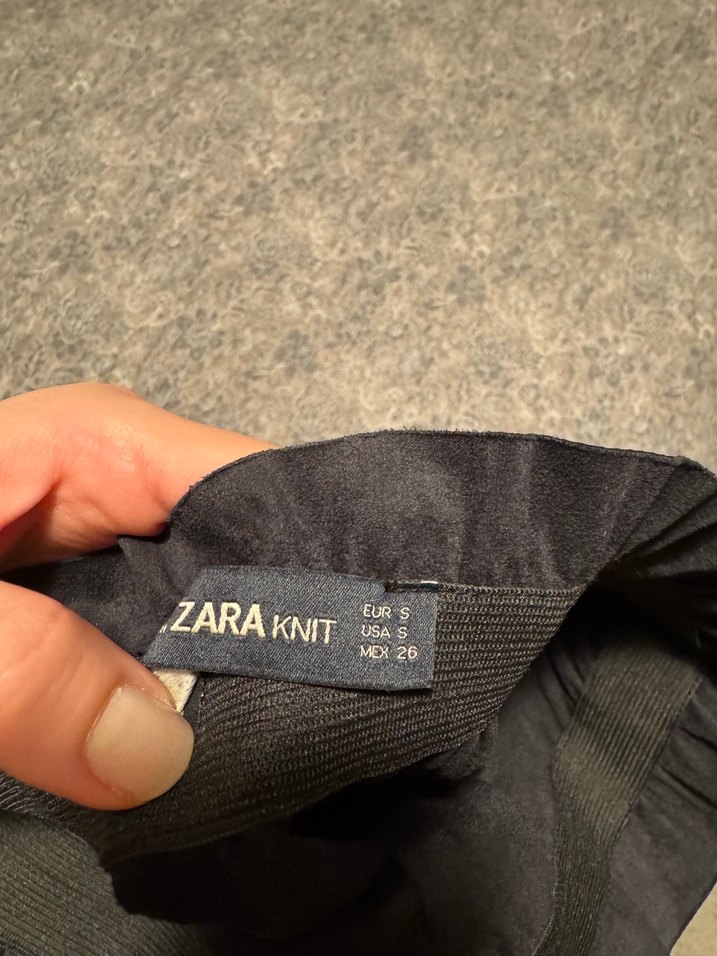 ZARA KNIT
EUR S
USA S
MEX 26